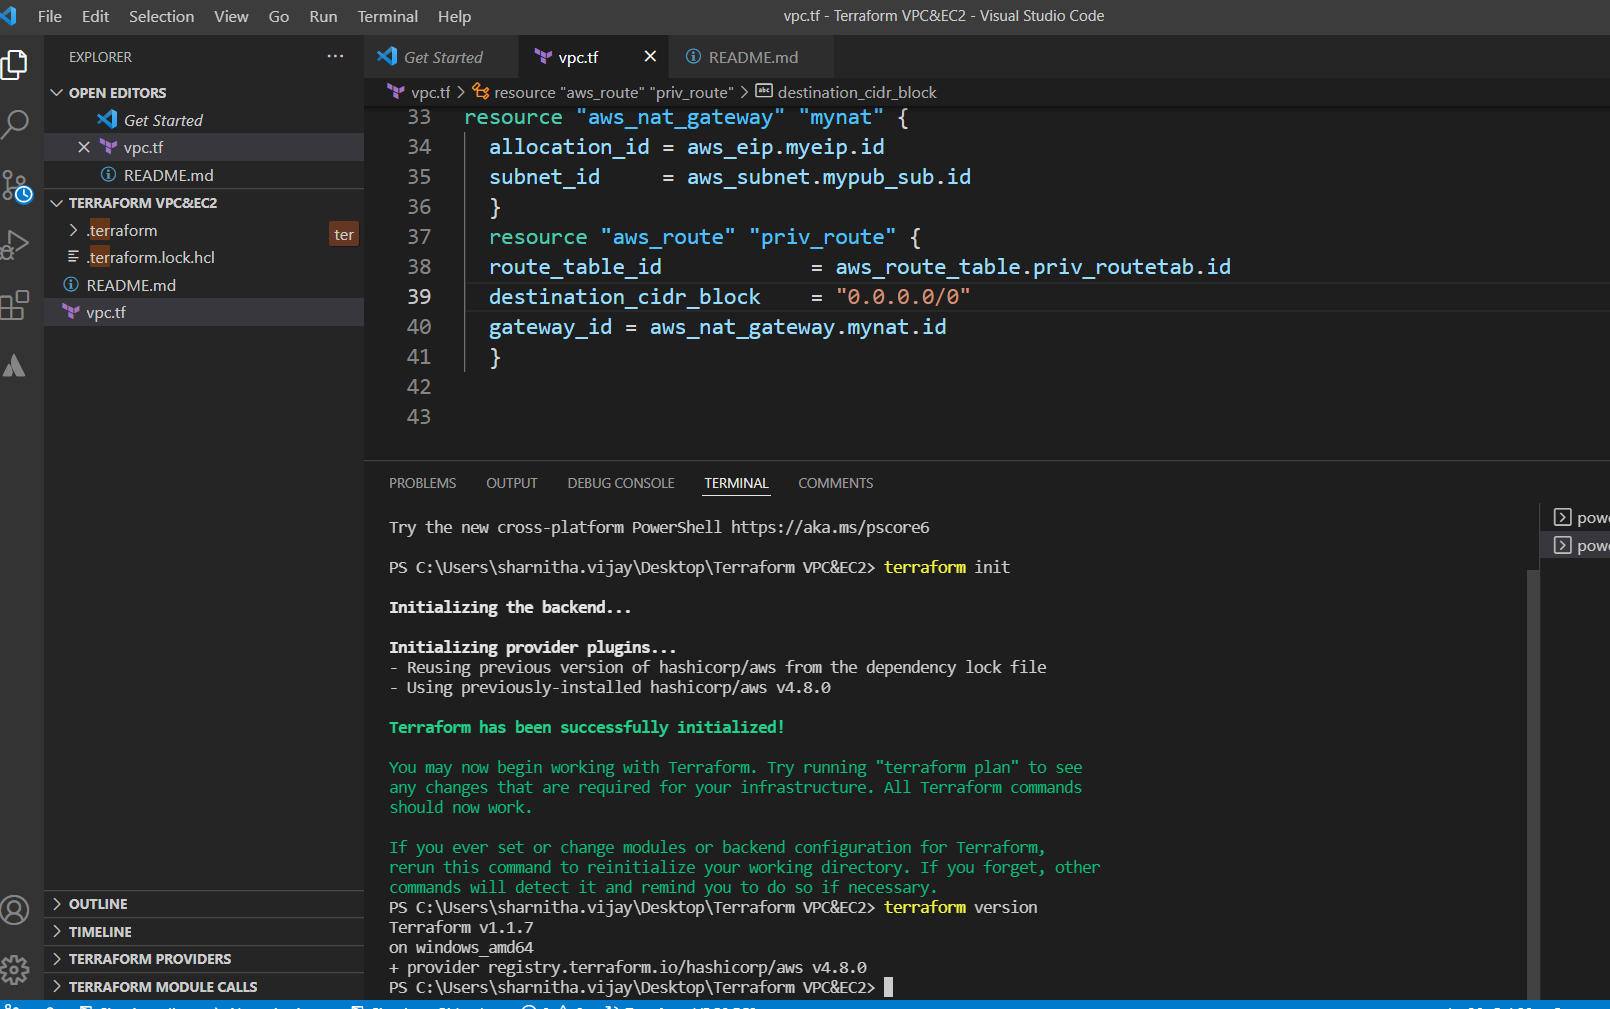 File Edit Selection View Go Run Terminal Help
vpc.tf - Terraform VPC&EC2 - Visual Studio Code
EXPLORER
OPEN EDITORS
Get Started
vpc.tf
README.md
TERRAFORM VPC&EC2
.terraform
ter
.terraform.lock.hcl
README.md
vpc.tf
OUTLINE
TIMELINE
TERRAFORM PROVIDERS
TERRAFORM MODULE CALLS
Get Started vpc.tf README.md
vpc.tf > resource "aws_route" "priv_route" > abc destination_cidr_block
33 resource "aws_nat_gateway" "mynat" {
34 allocation_id = aws_eip.myeip.id
35 subnet_id     = aws_subnet.mypub_sub.id
36 }
37 resource "aws_route" "priv_route" {
38 route_table_id            = aws_route_table.priv_routetab.id
39 destination_cidr_block    = "0.0.0.0/0"
40 gateway_id = aws_nat_gateway.mynat.id
41 }
42
43
PROBLEMS OUTPUT DEBUG CONSOLE TERMINAL COMMENTS
Try the new cross-platform PowerShell https://aka.ms/pscore6
PS C:\Users\sharnitha.vijay\Desktop\Terraform VPC&EC2> terraform init
Initializing the backend...
Initializing provider plugins...
- Reusing previous version of hashicorp/aws from the dependency lock file
- Using previously-installed hashicorp/aws v4.8.0
Terraform has been successfully initialized!
You may now begin working with Terraform. Try running "terraform plan" to see
any changes that are required for your infrastructure. All Terraform commands
should now work.
If you ever set or change modules or backend configuration for Terraform,
rerun this command to reinitialize your working directory. If you forget, other
commands will detect it and remind you to do so if necessary.
PS C:\Users\sharnitha.vijay\Desktop\Terraform VPC&EC2> terraform version
Terraform v1.1.7
on windows_amd64
+ provider registry.terraform.io/hashicorp/aws v4.8.0
PS C:\Users\sharnitha.vijay\Desktop\Terraform VPC&EC2>